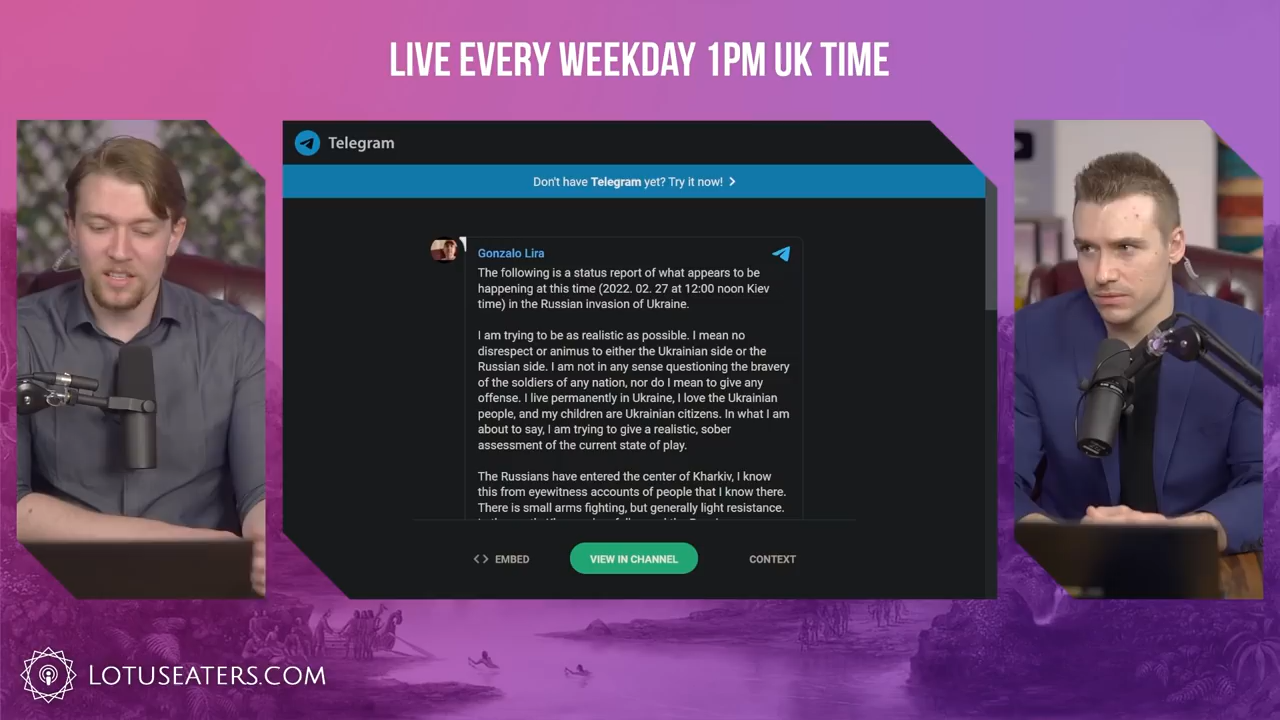 LIVE EVERY WEEKDAY 1PM UK TIME
Telegram
Don't have Telegram yet? Try it now!
Gonzalo Lira
The following is a status report of what appears to be
happening at this time (2022. 02. 27 at 12:00 noon Kiev
time) in the Russian invasion of Ukraine.
I am trying to be as realistic as possible. I mean no
disrespect or animus to either the Ukrainian side or the
Russian side. I am not in any sense questioning the bravery
of the soldiers of any nation, nor do I mean to give any
offense. I live permanently in Ukraine, I love the Ukrainian
people, and my children are Ukrainian citizens. In what I am
about to say, I am trying to give a realistic, sober
assessment of the current state of play.
The Russians have entered the center of Kharkiv, I know
this from eyewitness accounts of people that I know there.
There is small arms fighting, but generally light resistance.
EMBED
VIEW IN CHANNEL
CONTEXT
LOTUSEATERS.COM